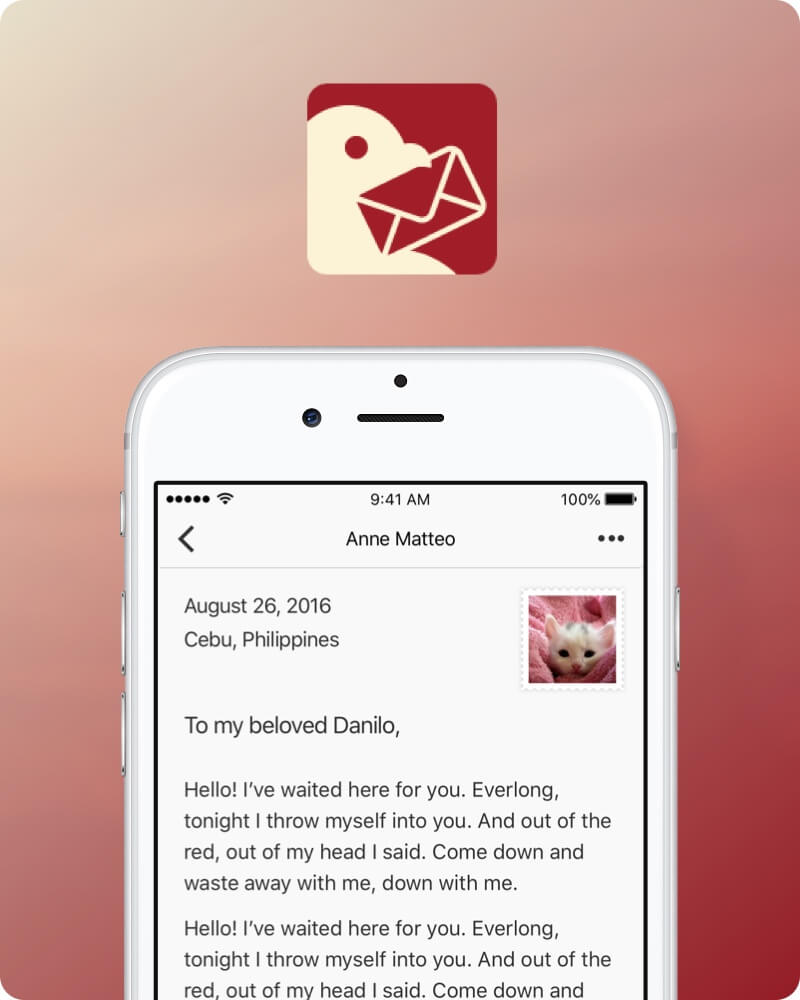 9:41 AM
100%
Anne Matteo
August 26, 2016
Cebu, Philippines
To my beloved Danilo,
Hello! I’ve waited here for you. Everlong,
tonight I throw myself into you. And out of the
red, out of my head I said. Come down and
waste away with me, down with me.
Hello! I’ve waited here for you. Everlong,
tonight I throw myself into you. And out of the
red, out of my head I said. Come down and